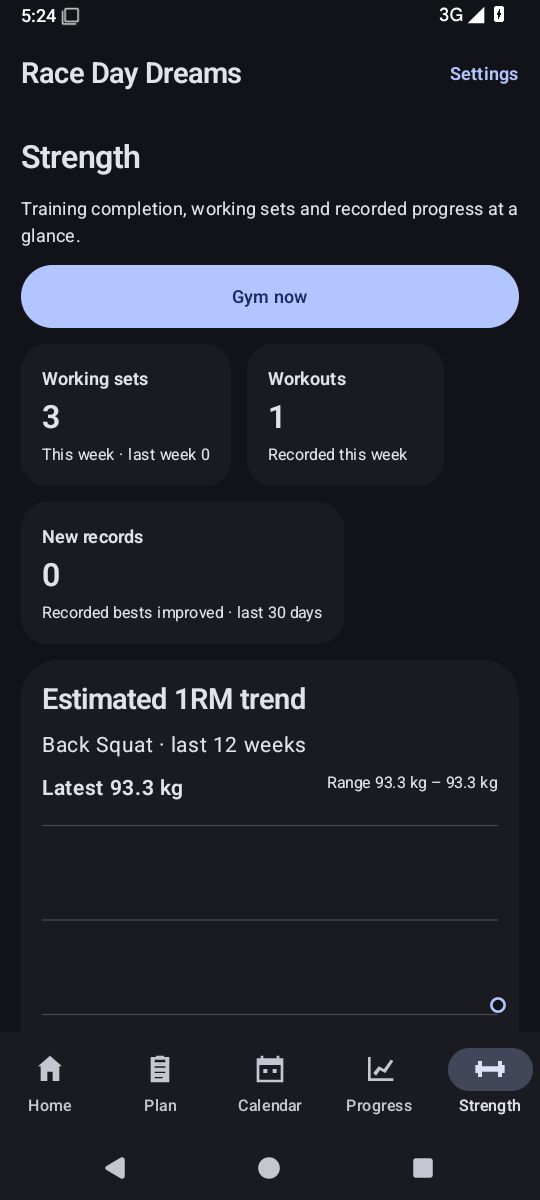 5:24
3G
Race Day Dreams
Settings
Strength
Training completion, working sets and recorded progress at a
glance.
Gym now
Working sets
3
This week · last week 0
Workouts
1
Recorded this week
New records
0
Recorded bests improved · last 30 days
Estimated 1RM trend
Back Squat · last 12 weeks
Latest 93.3 kg
Range 93.3 kg – 93.3 kg
Home
Plan
Calendar
Progress
Strength